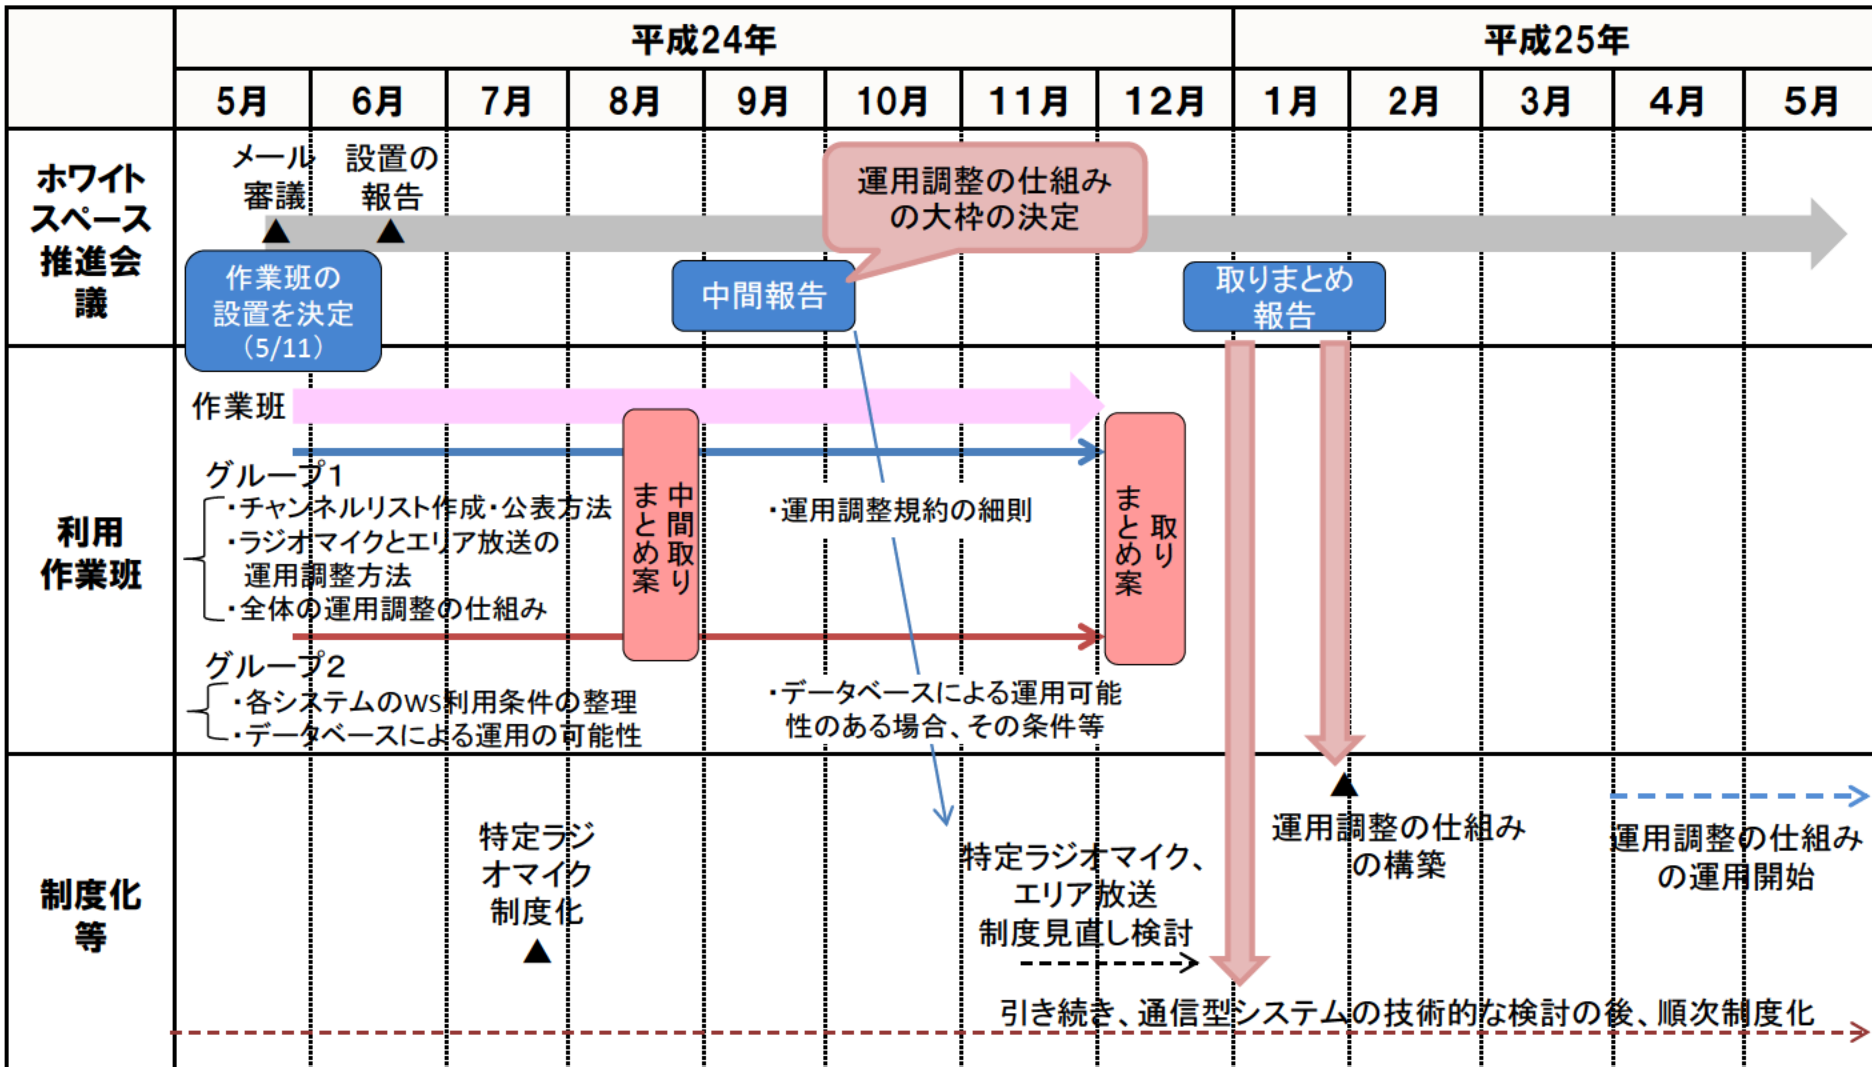 平成24年
平成25年
5月
6月
7月
8月
9月
10月
11月
12月
1月
2月
3月
4月
5月
ホワイト
スペース
推進会
議
メール
審議
▲
設置の
報告
▲
運用調整の仕組み
の大枠の決定
作業班の
設置を決定
（5/11）
中間報告
取りまとめ
報告
利用
作業班
作業班
グループ1
・チャンネルリスト作成・公表方法
・ラジオマイクとエリア放送の
運用調整方法
・全体の運用調整の仕組み
グループ2
・各システムのWS利用条件の整理
・データベースによる運用の可能性
中間取り
まとめ案
・運用調整規約の細則
・データベースによる運用可能
性のある場合、その条件等
取り
まとめ案
制度化
等
特定ラジ
オマイク
制度化
▲
特定ラジオマイク、
エリア放送
制度見直し検討
▲
運用調整の仕組み
の構築
運用調整の仕組み
の運用開始
引き続き、通信型システムの技術的な検討の後、順次制度化